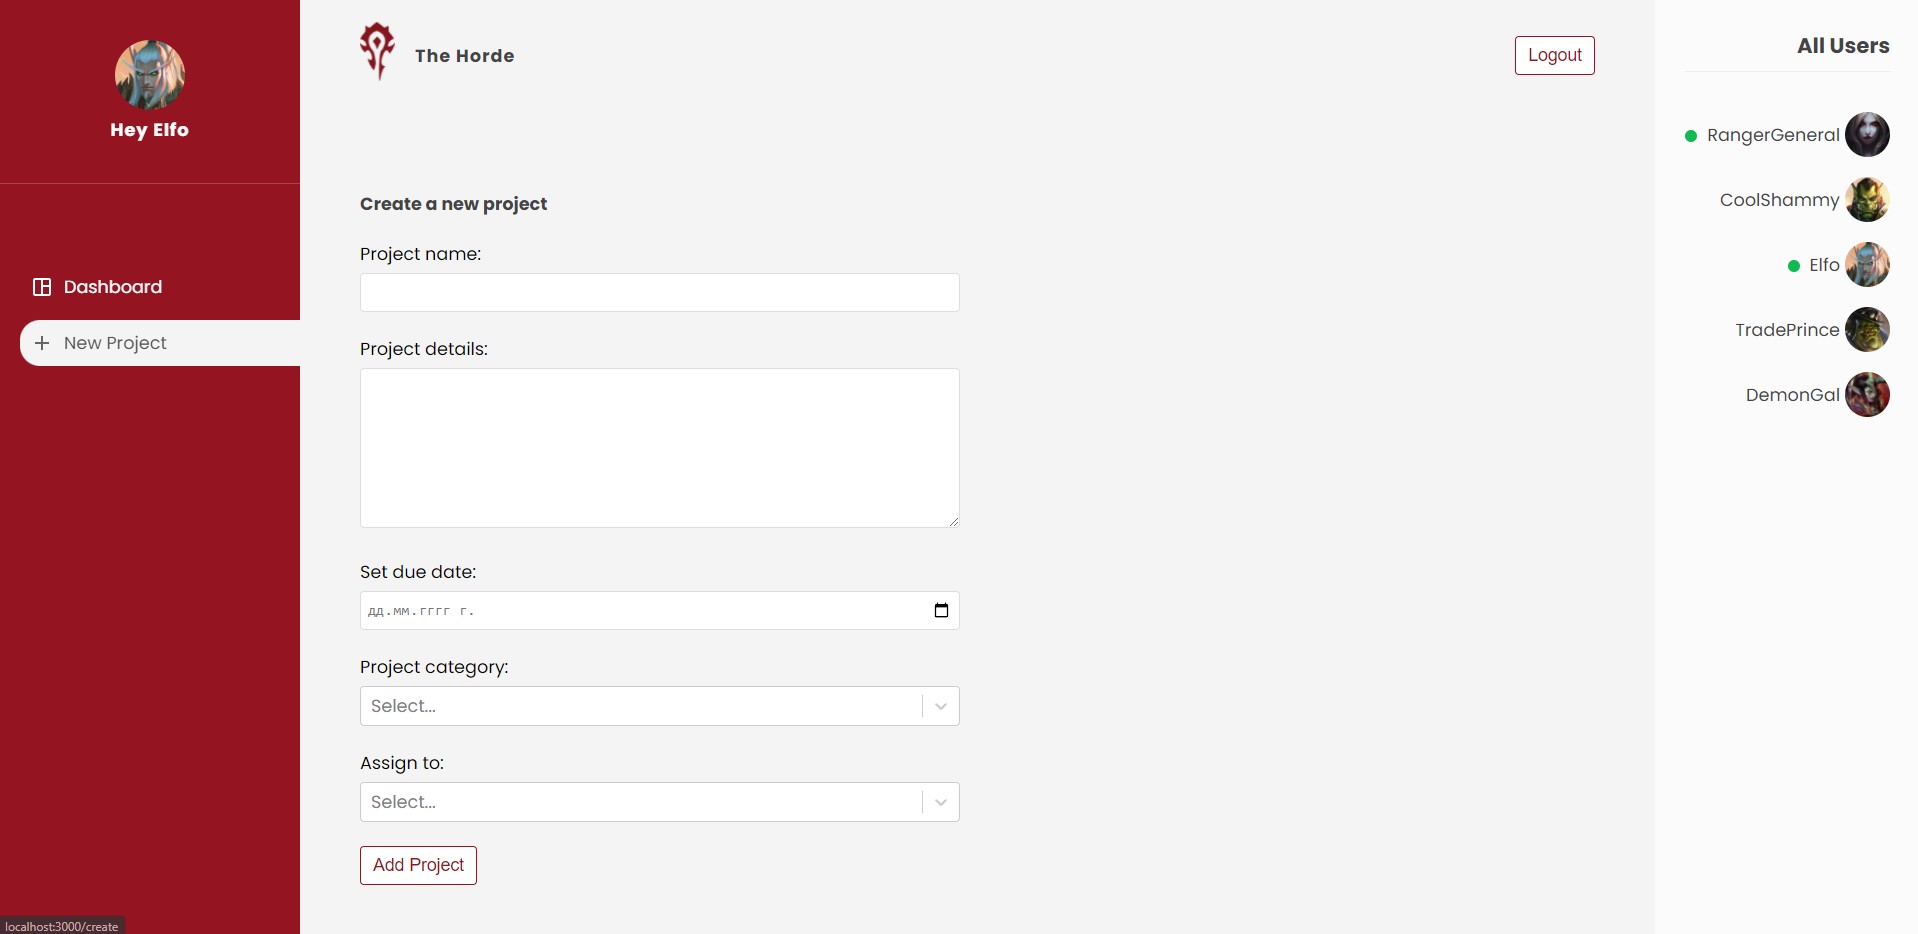 Hey Elfo
Dashboard
New Project
The Horde
Logout
Create a new project
Project name:
Project details:
Set due date:
дд.мм.гггг г.
Project category:
Select...
Assign to:
Select...
Add Project
All Users
RangerGeneral
CoolShammy
Elfo
TradePrince
DemonGal
localhost:3000/create